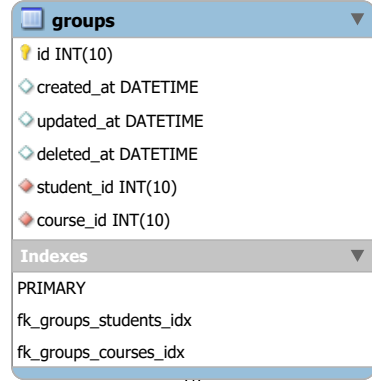 groups
id INT(10)
created_at DATETIME
updated_at DATETIME
deleted_at DATETIME
student_id INT(10)
course_id INT(10)
Indexes
PRIMARY
fk_groups_students_idx
fk_groups_courses_idx